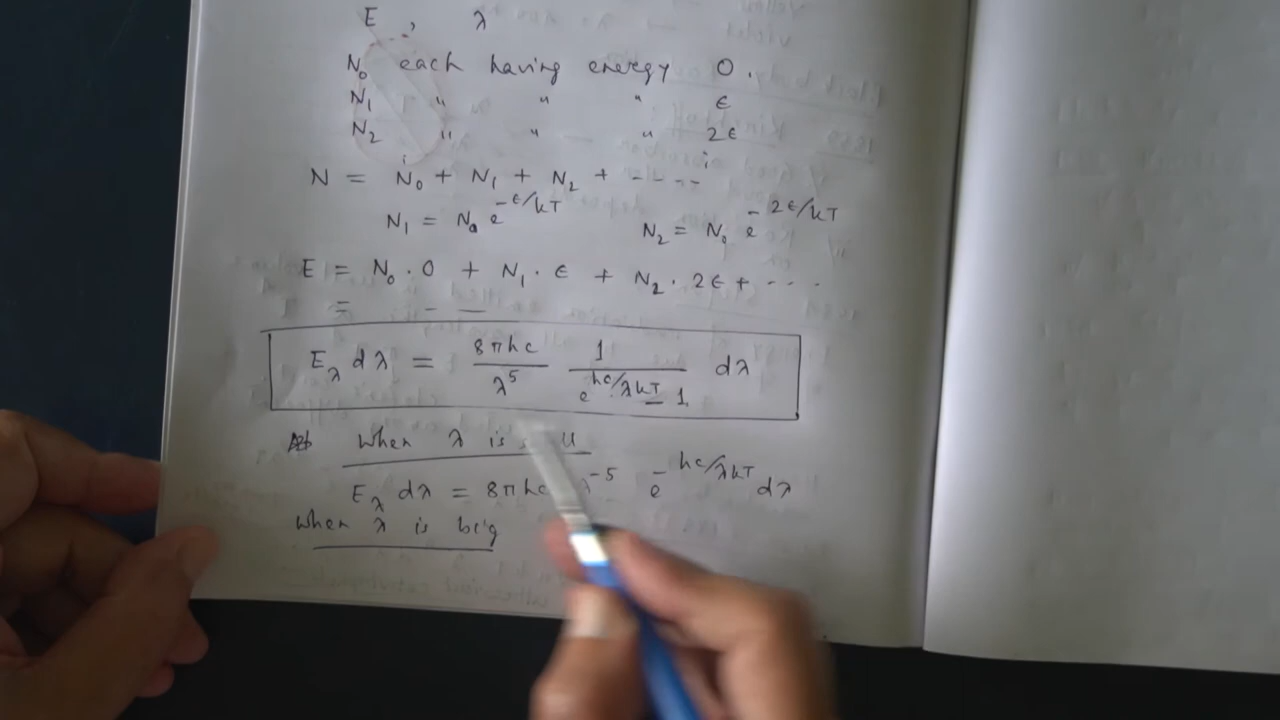 E , λ
N₀ each having energy 0.
N₁ " " " ε
N₂ " " " 2ε
N = N₀ + N₁ + N₂ + - - - -
N₁ = N₀ e^{-ε/kT} N₂ = N₀ e^{-2ε/kT}
E = N₀ · 0 + N₁ · ε + N₂ · 2ε + - - - .
= - —
E_λ dλ = 8πhc/λ⁵ 1/(e^{hc/λkT} - 1) dλ
When λ is
E_λ dλ = 8πhc λ⁻⁵ e^{-hc/λkT} dλ
When λ is big